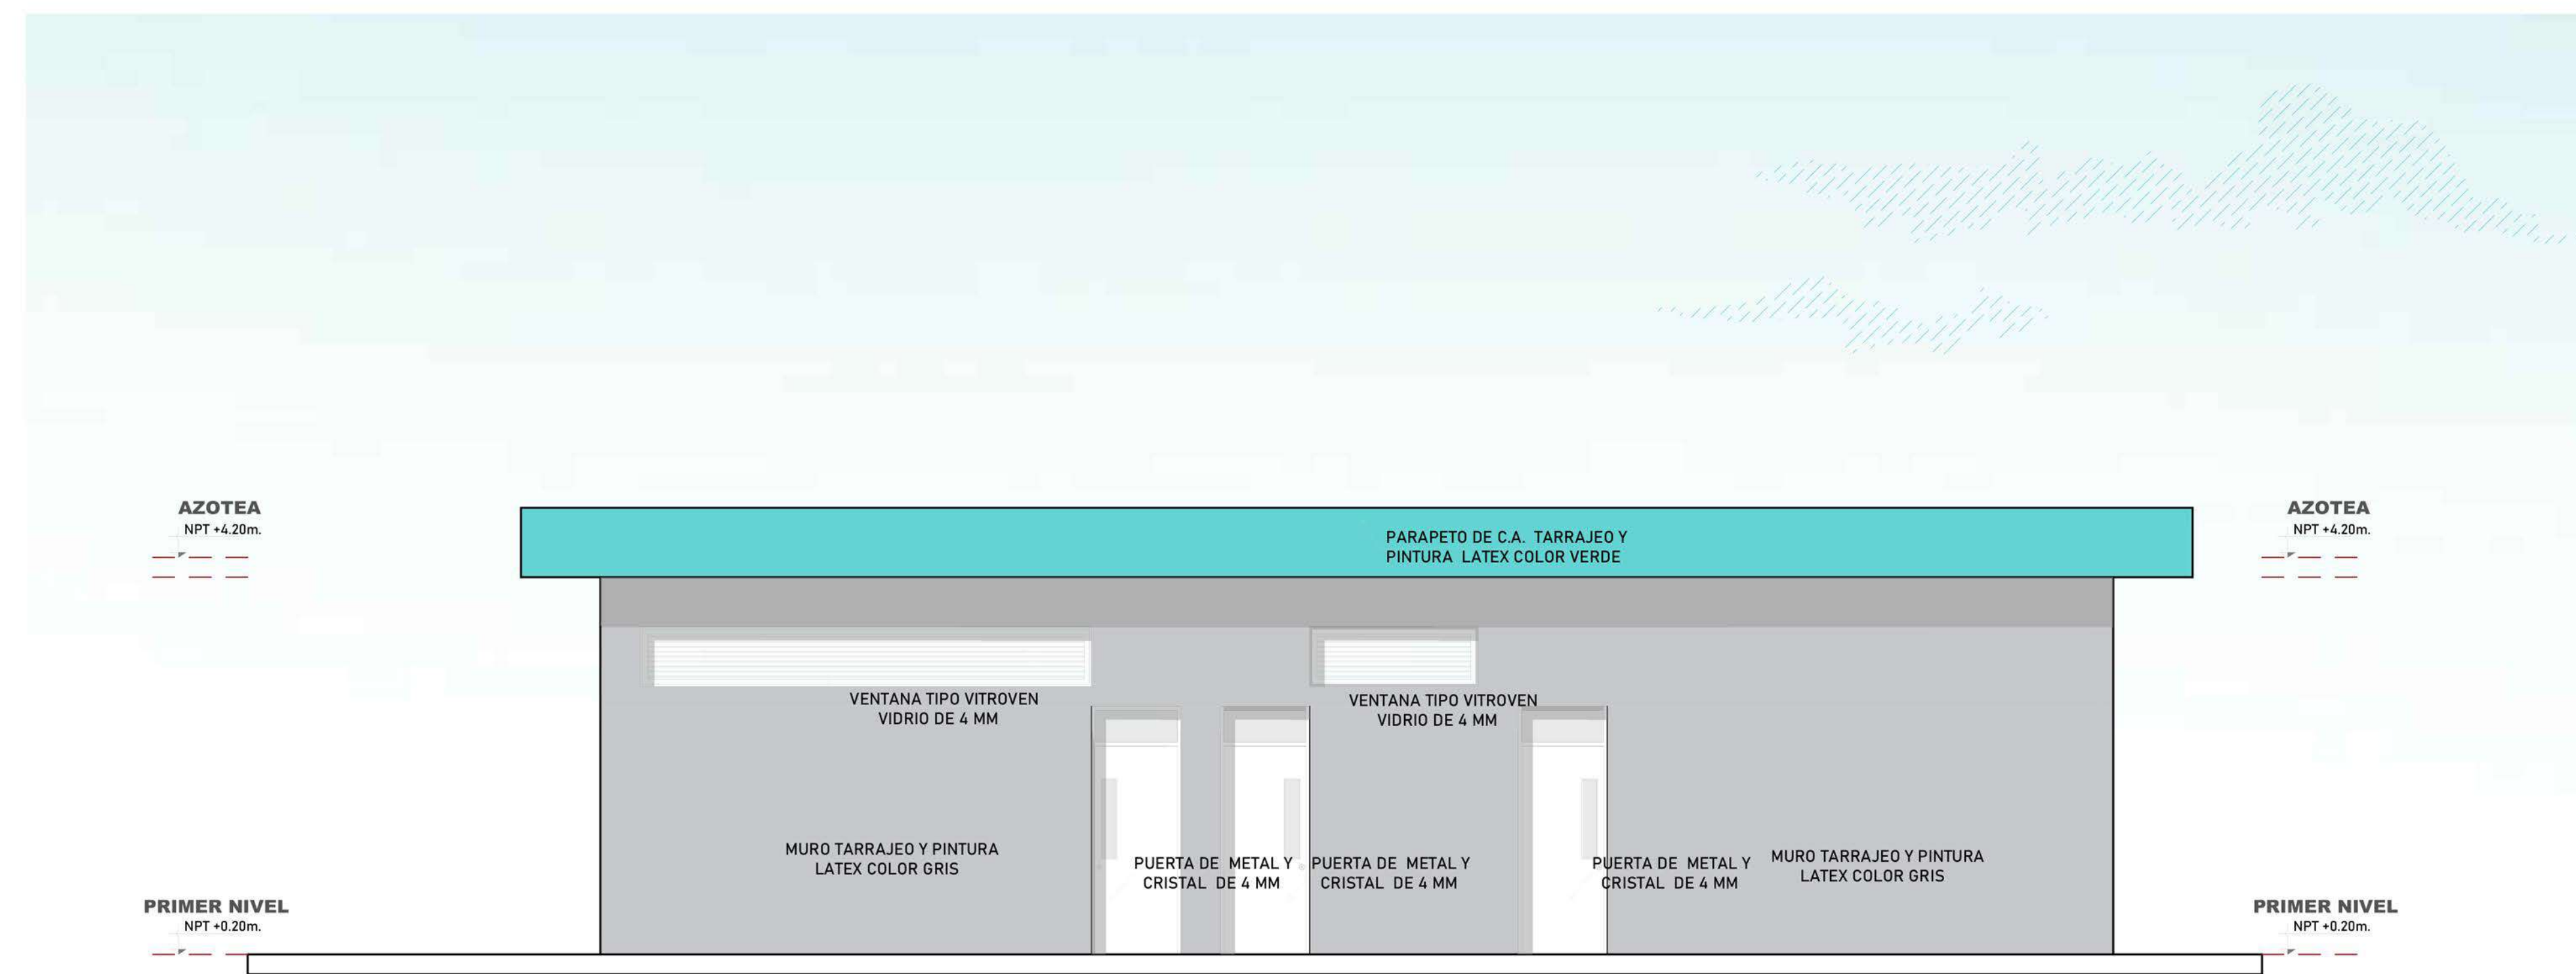 AZOTEA
NPT +4.20m.
AZOTEA
NPT +4.20m.
PARAPETO DE C.A. TARRAJEO Y
PINTURA LATEX COLOR VERDE
VENTANA TIPO VITROVEN
VIDRIO DE 4 MM
VENTANA TIPO VITROVEN
VIDRIO DE 4 MM
MURO TARRAJEO Y PINTURA
LATEX COLOR GRIS
PUERTA DE METAL Y
CRISTAL DE 4 MM
PUERTA DE METAL Y
CRISTAL DE 4 MM
PUERTA DE METAL Y
CRISTAL DE 4 MM
MURO TARRAJEO Y PINTURA
LATEX COLOR GRIS
PRIMER NIVEL
NPT +0.20m.
PRIMER NIVEL
NPT +0.20m.